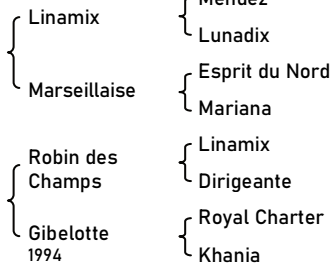 Mendez
Linamix
Lunadix
Esprit du Nord
Marseillaise
Mariana
Linamix
Robin des
Champs
Dirigeante
Royal Charter
Gibelotte
1994
Khania